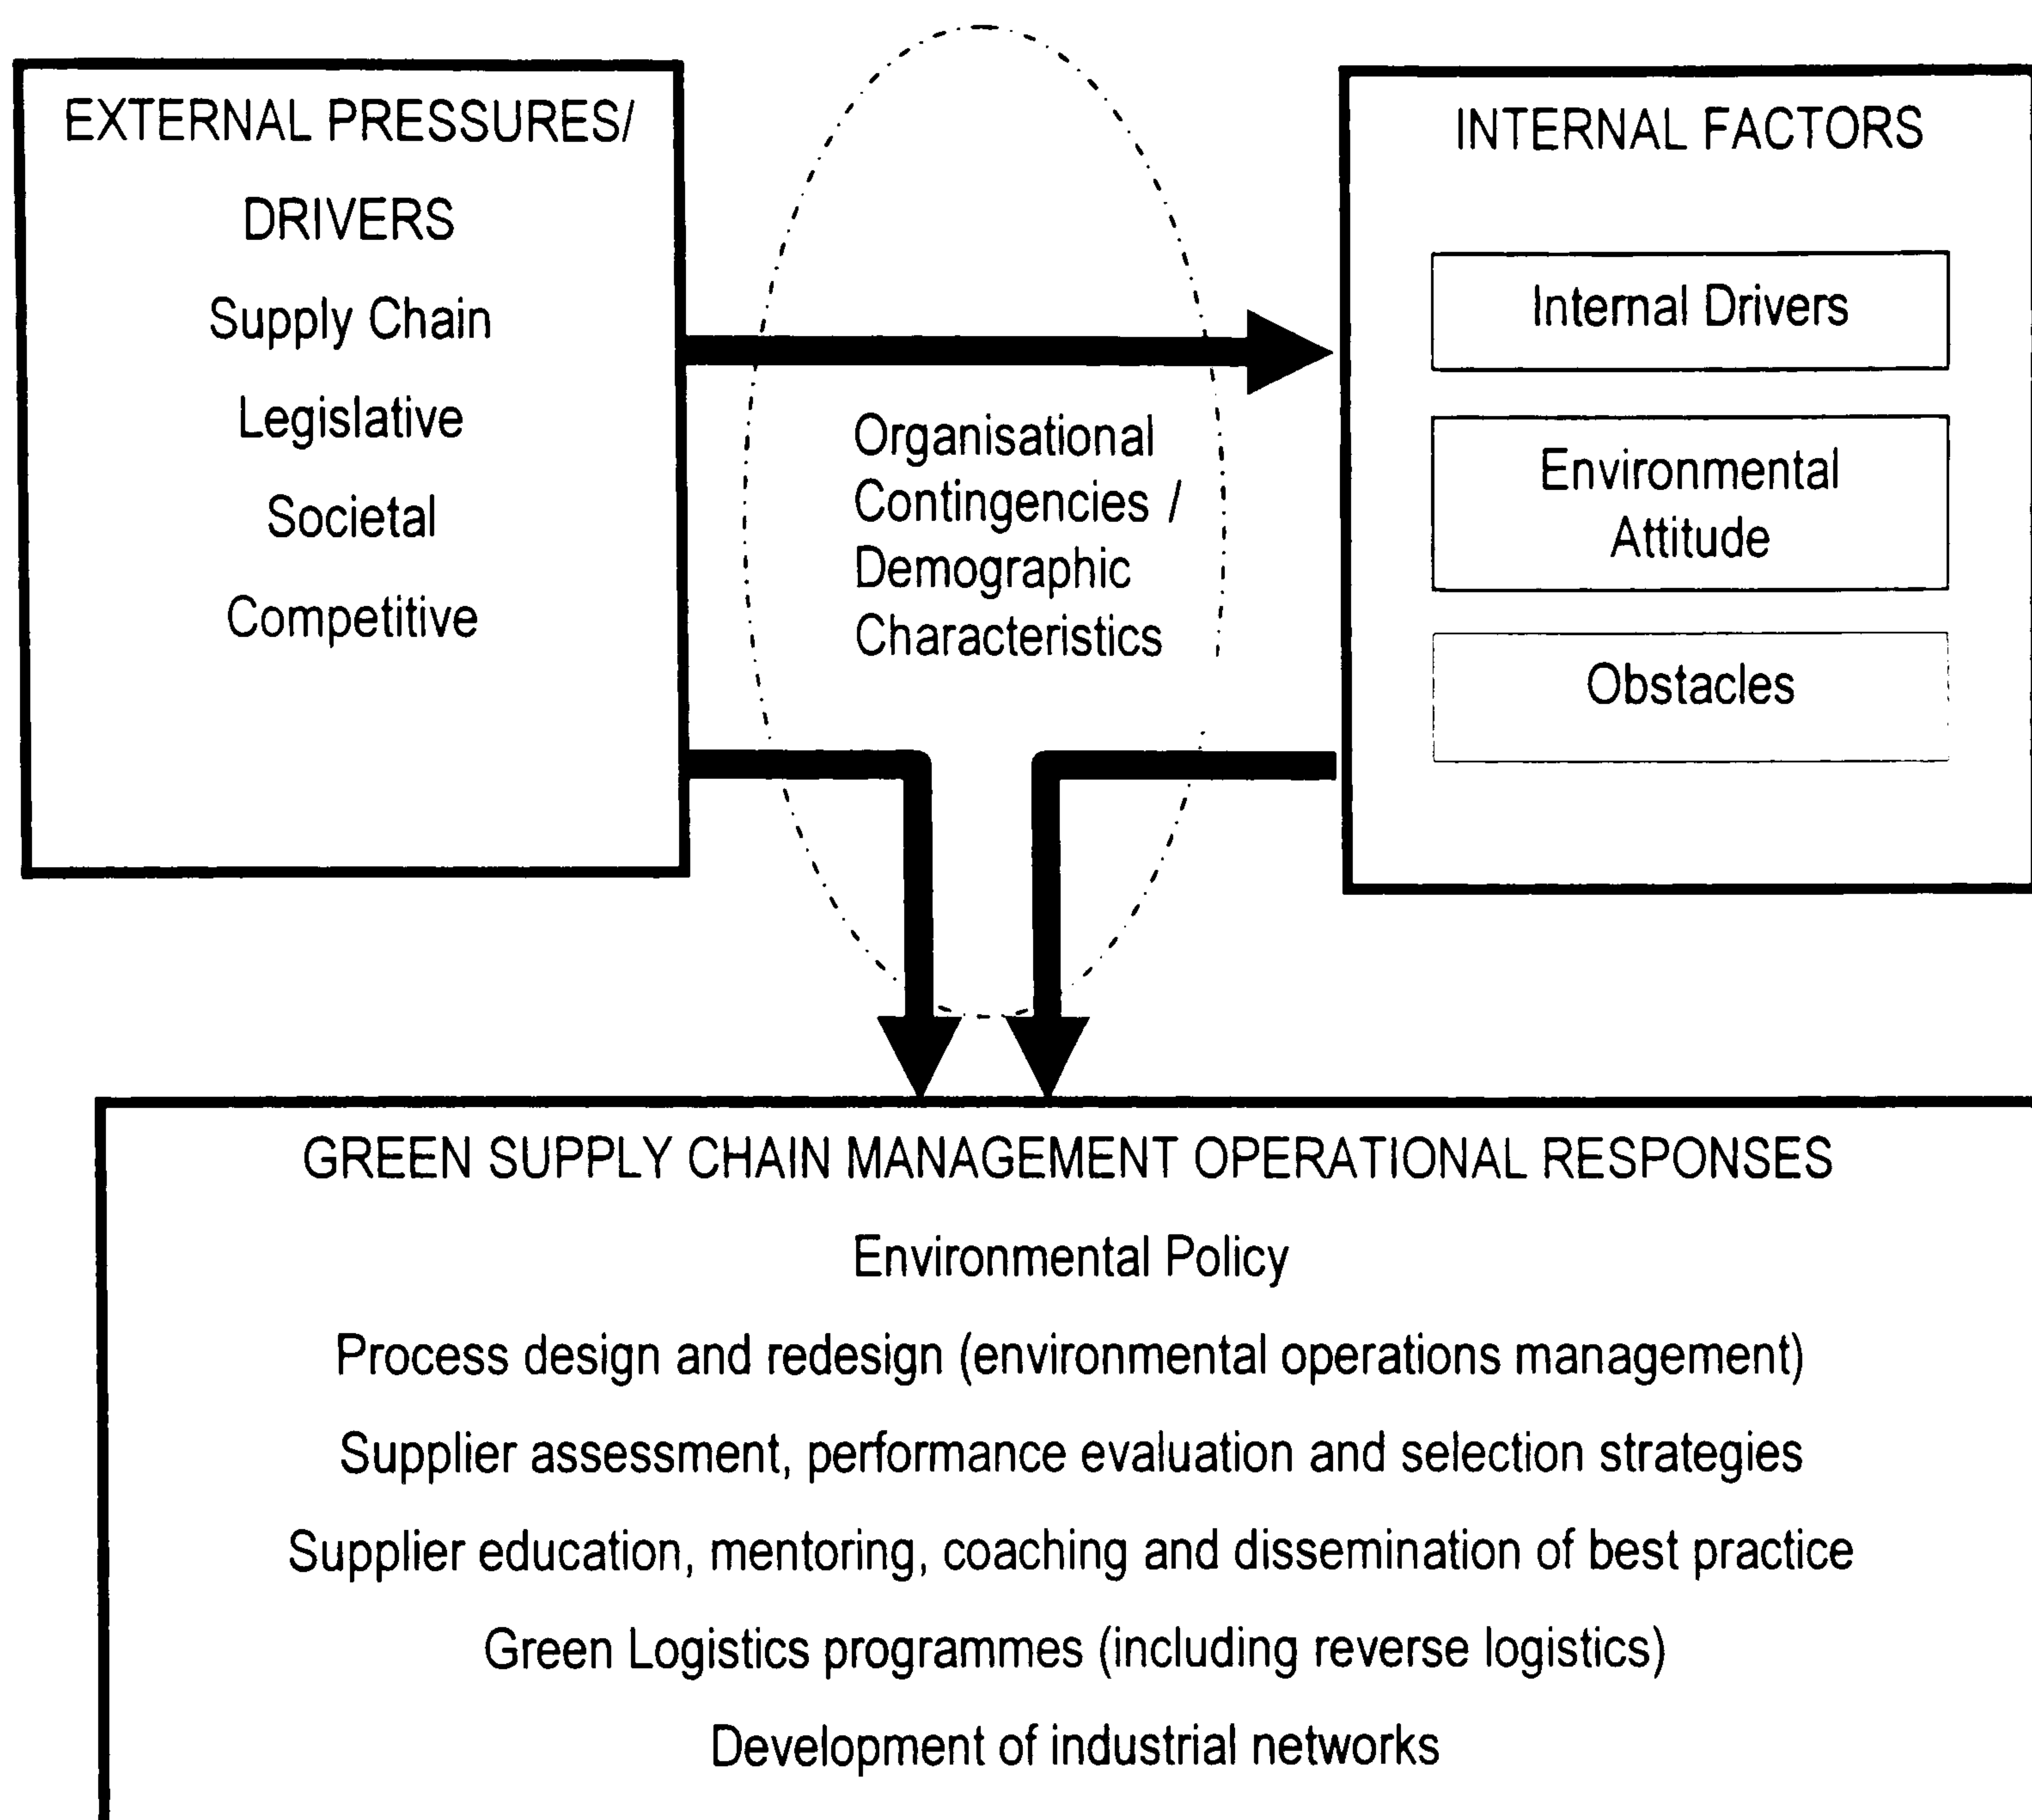 EXTERNAL PRESSURES/
DRIVERS
Supply Chain
Legislative
Societal
Competitive
Organisational
Contingencies /
Demographic
Characteristics
INTERNAL FACTORS
Internal Drivers
Environmental
Attitude
Obstacles
GREEN SUPPLY CHAIN MANAGEMENT OPERATIONAL RESPONSES
Environmental Policy
Process design and redesign (environmental operations management)
Supplier assessment, performance evaluation and selection strategies
Supplier education, mentoring, coaching and dissemination of best practice
Green Logistics programmes (including reverse logistics)
Development of industrial networks